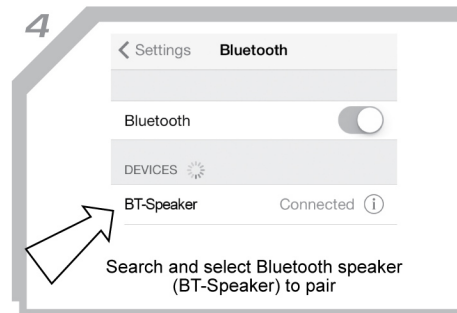 4
Settings Bluetooth
Bluetooth
DEVICES
BT-Speaker Connected i
Search and select Bluetooth speaker
(BT-Speaker) to pair